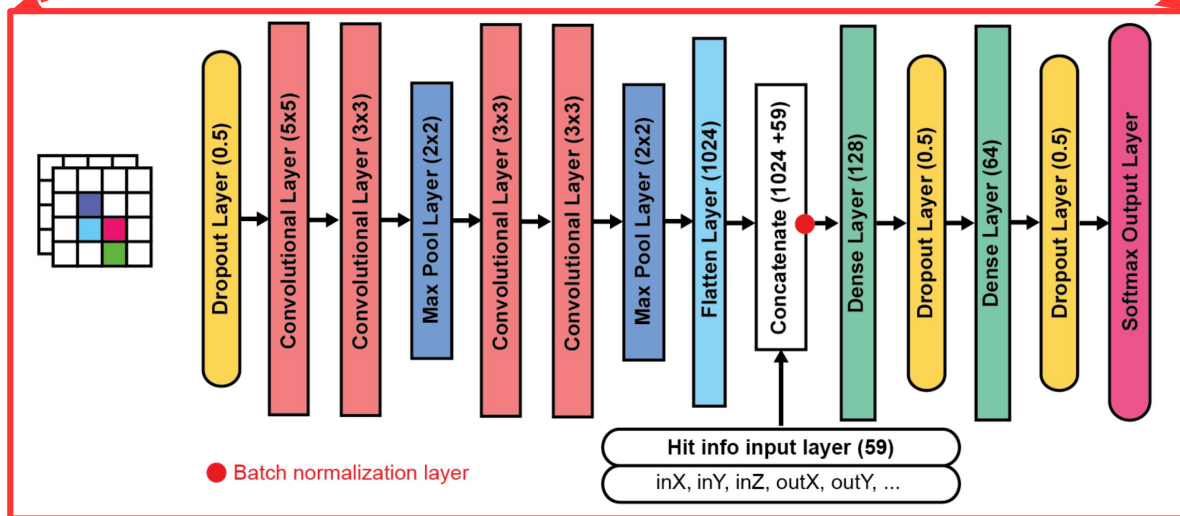 Dropout Layer (0.5)
Convolutional Layer (5x5)
Convolutional Layer (3x3)
Max Pool Layer (2x2)
Convolutional Layer (3x3)
Convolutional Layer (3x3)
Max Pool Layer (2x2)
Flatten Layer (1024)
Concatenate (1024 +59)
Dense Layer (128)
Dropout Layer (0.5)
Dense Layer (64)
Dropout Layer (0.5)
Softmax Output Layer
Hit info input layer (59)
inX, inY, inZ, outX, outY, ...
Batch normalization layer